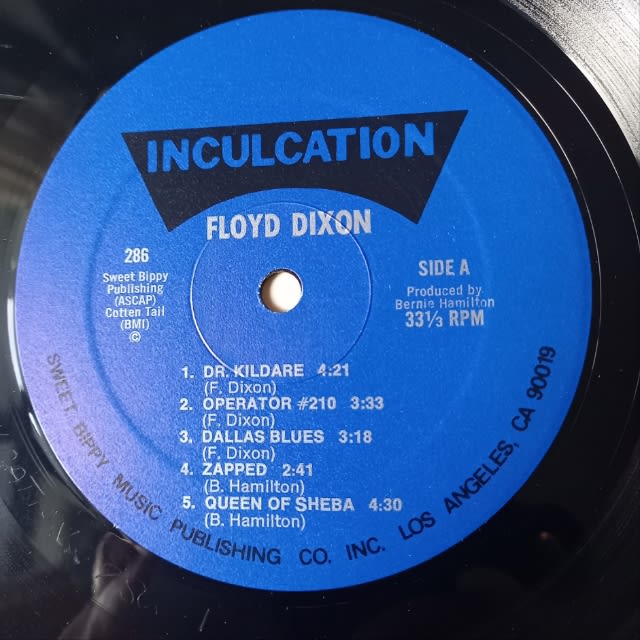 INCULCATION
FLOYD DIXON
286
Sweet Bippy
Publishing
(ASCAP)
Cotten Tail
(BMI)
©
SIDE A
Produced by
Bernie Hamilton
33⅓ RPM
1. DR. KILDARE 4:21
(F. Dixon)
2. OPERATOR #210 3:33
(F. Dixon)
3. DALLAS BLUES 3:18
(F. Dixon)
4. ZAPPED 2:41
(B. Hamilton)
5. QUEEN OF SHEBA 4:30
(B. Hamilton)
SWEET BIPPY MUSIC PUBLISHING CO. INC. LOS ANGELES, CA 90019